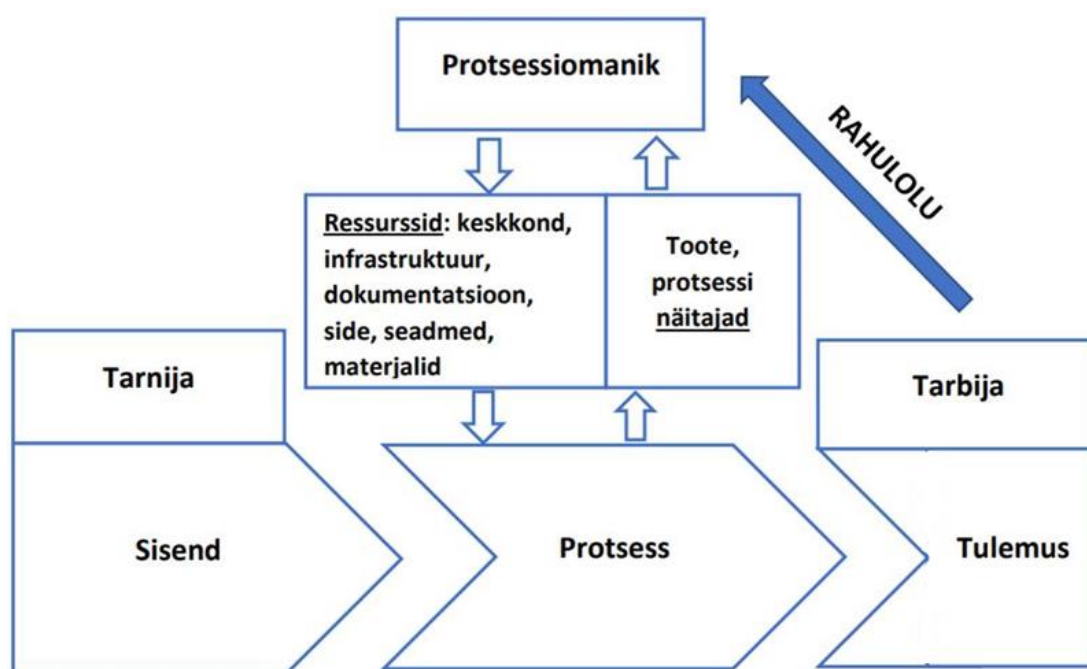 Protsessiomanik
RAHULOLU
Ressurssid: keskkond,
infrastruktuur,
dokumentatsioon,
side, seadmed,
materjalid
Toote,
protsessi
näitajad
Tarnija
Tarbija
Sisend
Protsess
Tulemus